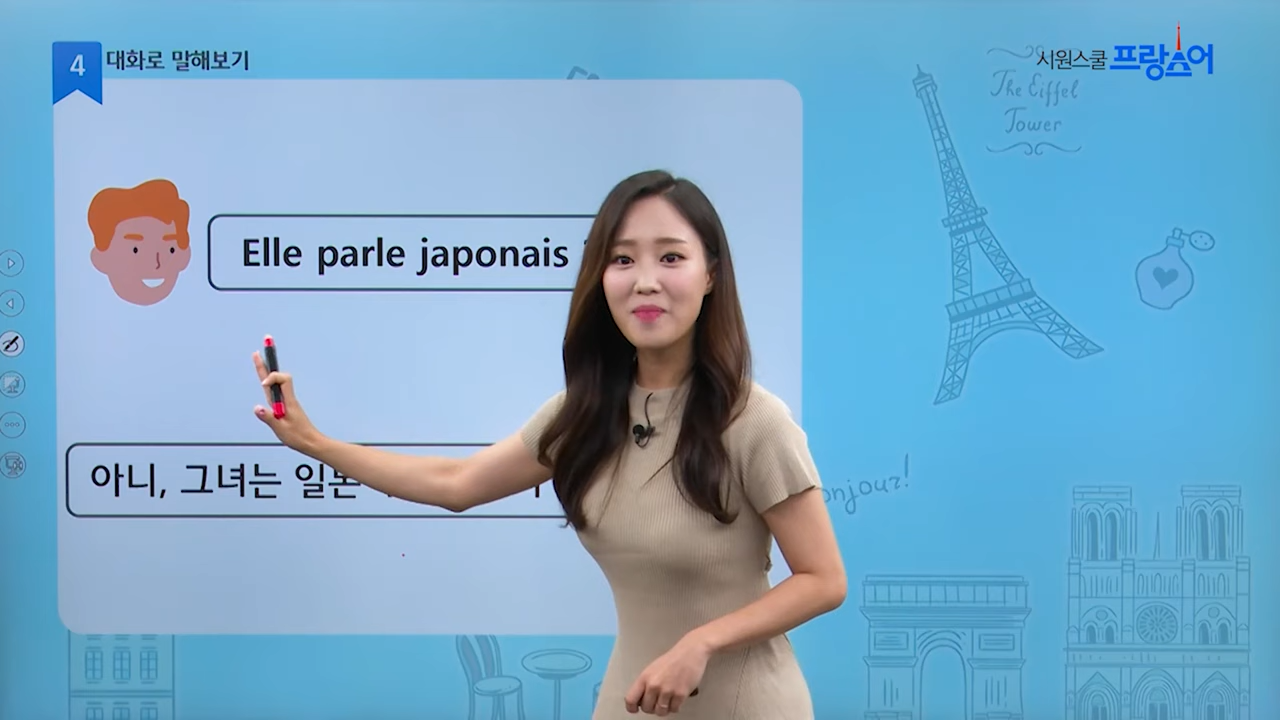 4 대화로 말해보기
시원스쿨 프랑스어
The Eiffel
Tower
Elle parle japonais
아니, 그녀는 일본
onjour!